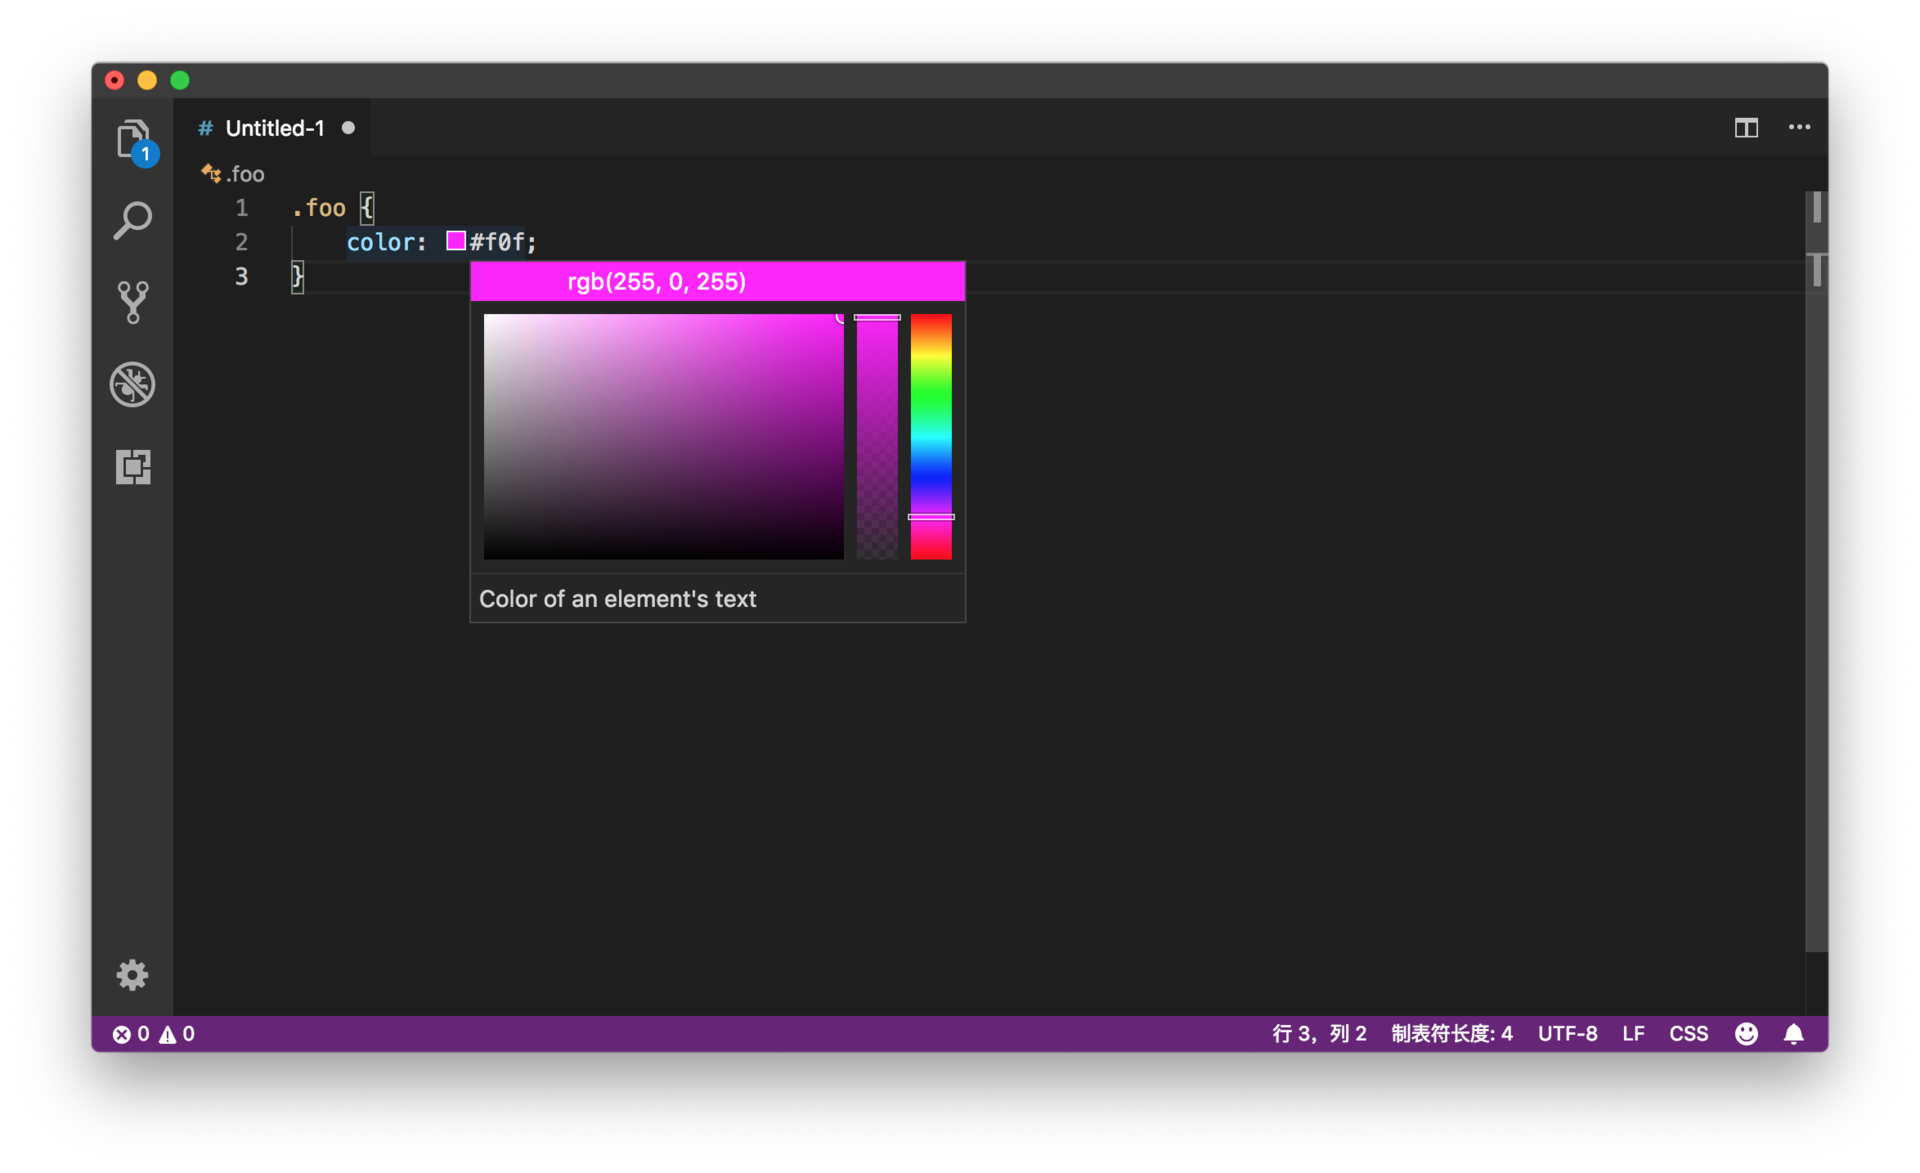 # Untitled-1
1
.foo
1 .foo {
2 color: #f0f;
3 }
rgb(255, 0, 255)
Color of an element's text
0 0 行 3，列 2 制表符长度: 4 UTF-8 LF CSS